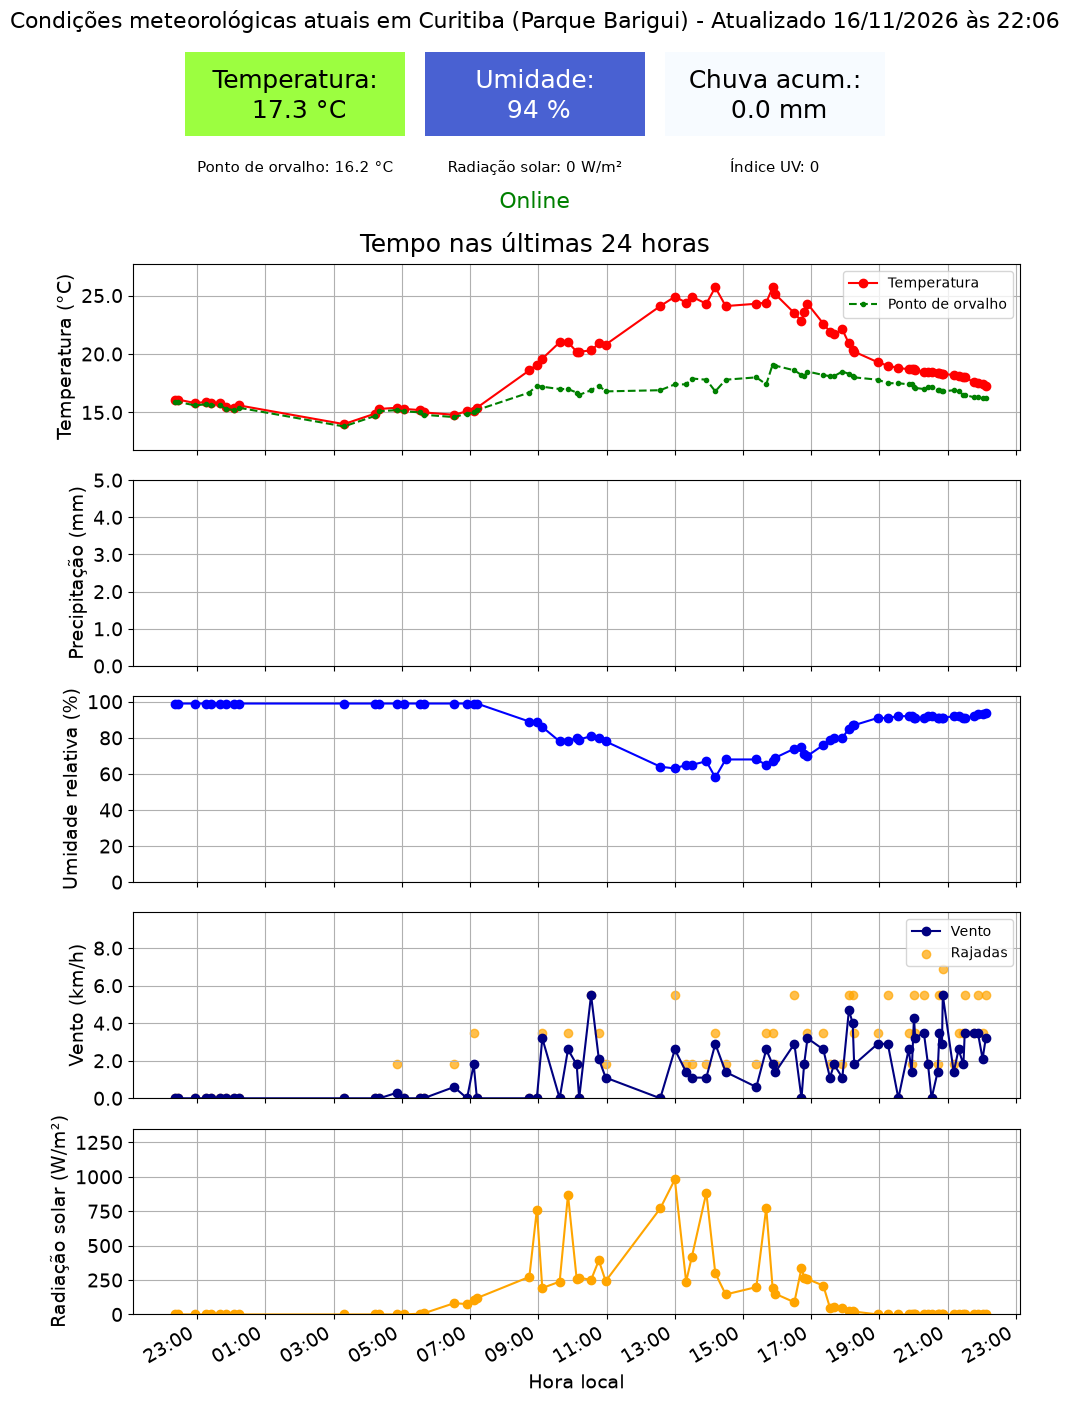 Condições meteorológicas atuais em Curitiba (Parque Barigui) - Atualizado 16/11/2026 às 22:06
Temperatura:
17.3 °C
Umidade:
94 %
Chuva acum.:
0.0 mm
Ponto de orvalho: 16.2 °C
Radiação solar: 0 W/m²
Índice UV: 0
Online
Tempo nas últimas 24 horas
Temperatura (°C)
25.0
20.0
15.0
Temperatura
Ponto de orvalho
Precipitação (mm)
5.0
4.0
3.0
2.0
1.0
0.0
Umidade relativa (%)
100
80
60
40
20
0
Vento (km/h)
8.0
6.0
4.0
2.0
0.0
Vento
Rajadas
Radiação solar (W/m²)
1250
1000
750
500
250
0
23:00
01:00
03:00
05:00
07:00
09:00
11:00
13:00
15:00
17:00
19:00
21:00
23:00
Hora local